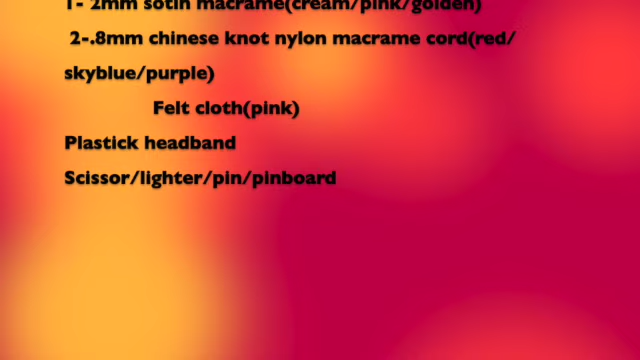 1- 2mm sotin macrame(cream/pink/golden)
2-.8mm chinese knot nylon macrame cord(red/
skyblue/purple)
Felt cloth(pink)
Plastick headband
Scissor/lighter/pin/pinboard